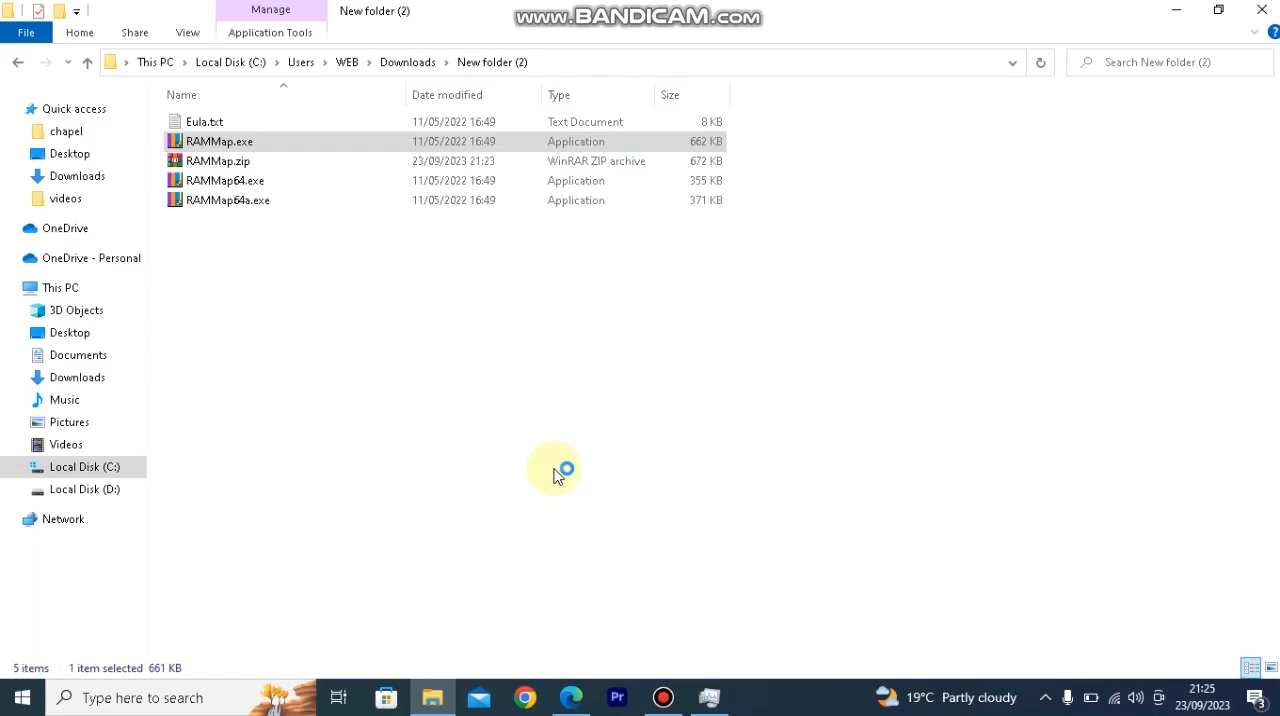 Manage
New folder (2)
www.BANDICAM.com
File
Home
Share
View
Application Tools
This PC > Local Disk (C:) > Users > WEB > Downloads > New folder (2)
Search New folder (2)
Name
Date modified
Type
Size
Quick access
chapel
Desktop
Downloads
videos
OneDrive
OneDrive - Personal
This PC
3D Objects
Desktop
Documents
Downloads
Music
Pictures
Videos
Local Disk (C:)
Local Disk (D:)
Network
Eula.txt 11/05/2022 16:49 Text Document 8 KB
RAMMap.exe 11/05/2022 16:49 Application 662 KB
RAMMap.zip 23/09/2023 21:23 WinRAR ZIP archive 672 KB
RAMMap64.exe 11/05/2022 16:49 Application 355 KB
RAMMap64a.exe 11/05/2022 16:49 Application 371 KB
5 items 1 item selected 661 KB
Type here to search
Pr
19°C Partly cloudy
21:25
23/09/2023
3